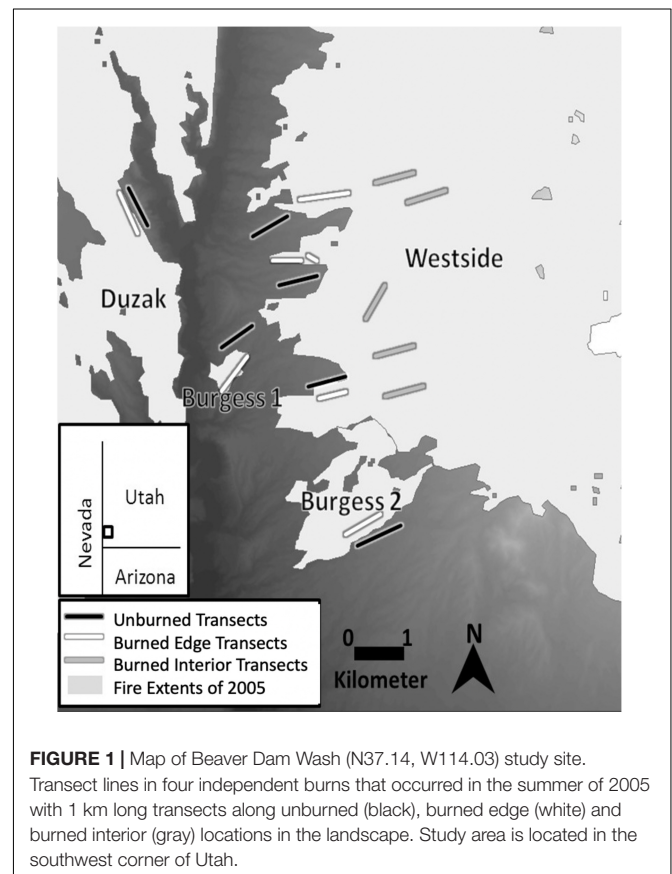 Westside
Duzak
Burgess 1
Burgess 2
Nevada
Utah
Arizona
Unburned Transects
Burned Edge Transects
Burned Interior Transects
Fire Extents of 2005
0 1
Kilometer
N
FIGURE 1 | Map of Beaver Dam Wash (N37.14, W114.03) study site.
Transect lines in four independent burns that occurred in the summer of 2005
with 1 km long transects along unburned (black), burned edge (white) and
burned interior (gray) locations in the landscape. Study area is located in the
southwest corner of Utah.